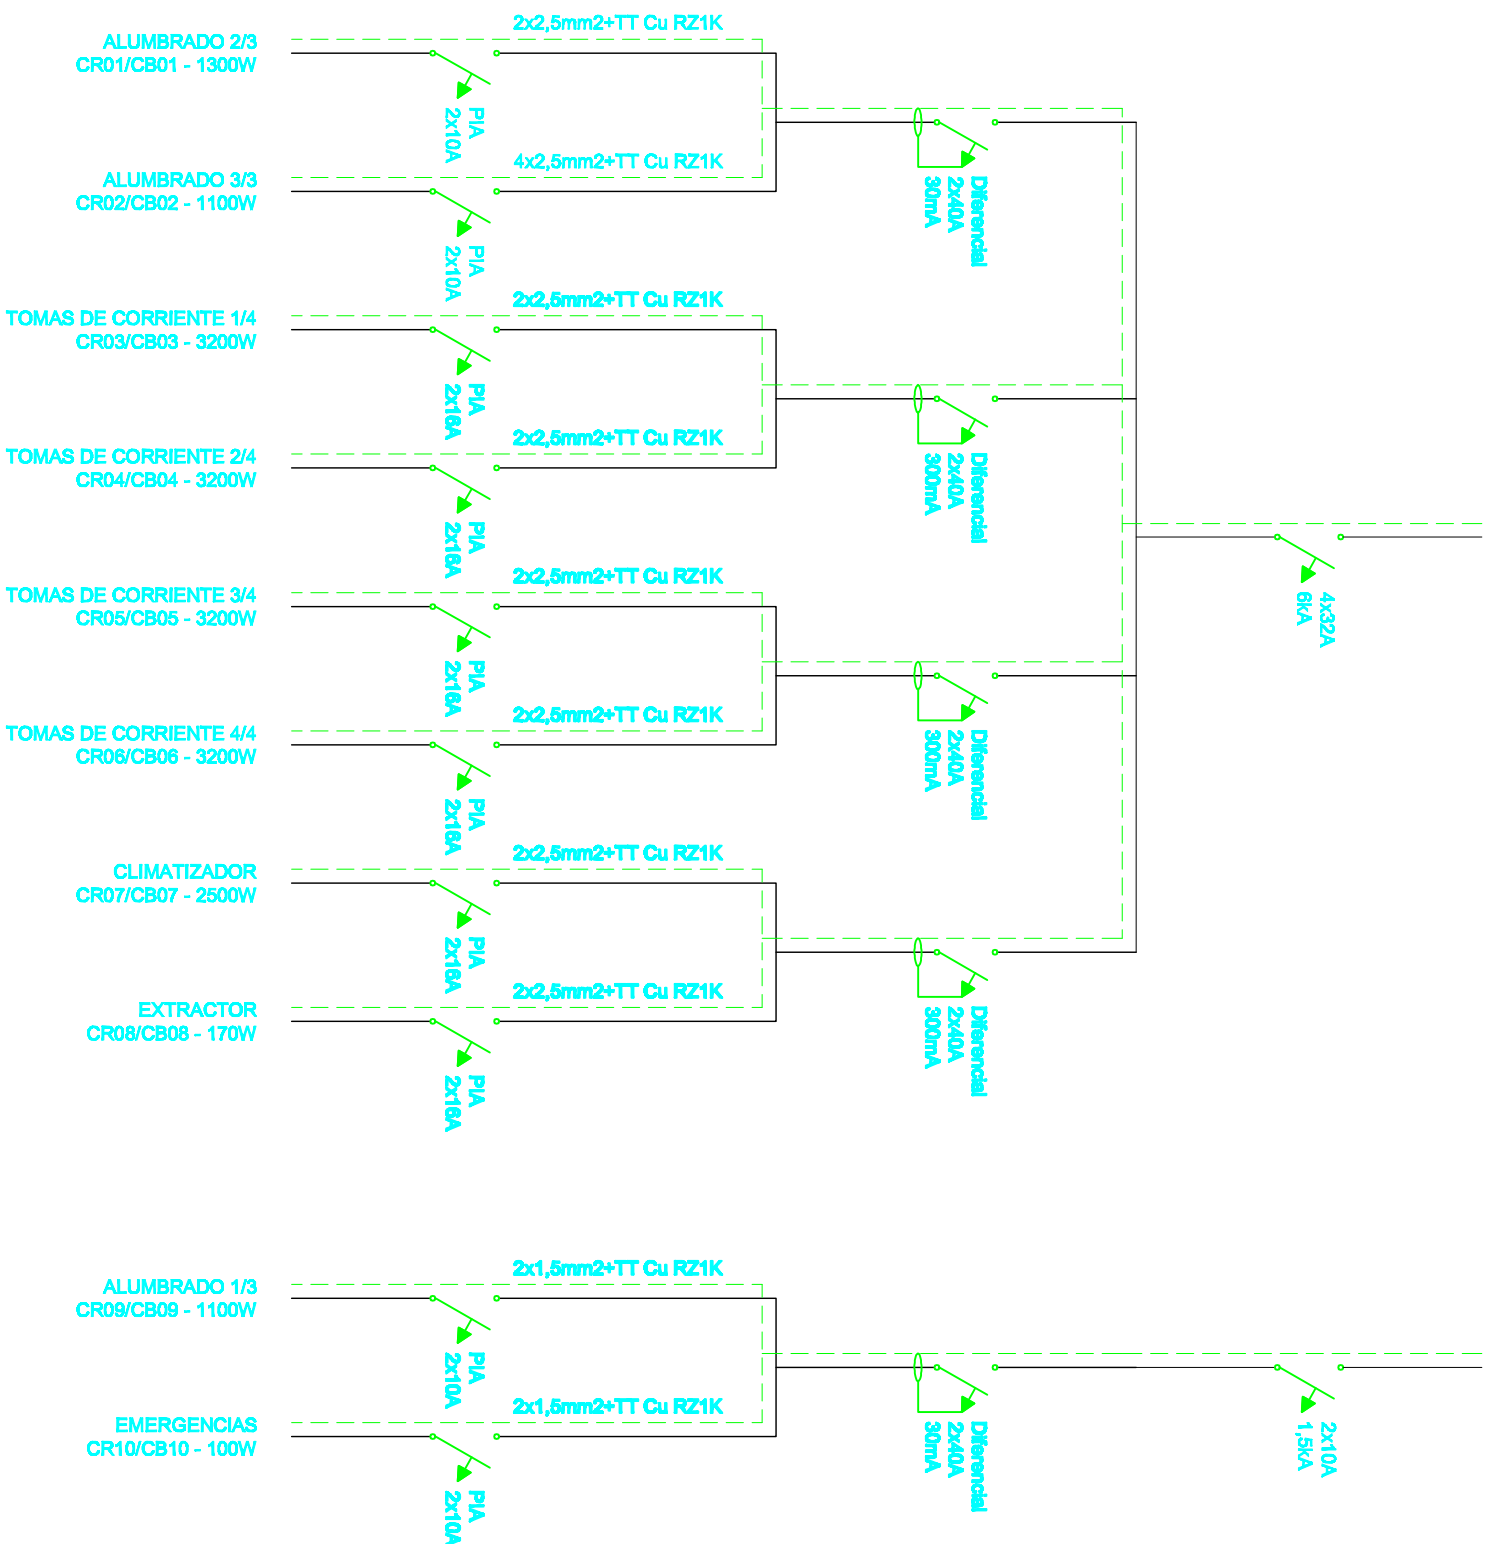 2x2,5mm2+TT Cu RZ1K
ALUMBRADO 2/3
CR01/CB01 - 1300W
PIA
2x10A
4x2,5mm2+TT Cu RZ1K
ALUMBRADO 3/3
CR02/CB02 - 1100W
PIA
2x10A
Diferencial
2x40A
30mA
2x2,5mm2+TT Cu RZ1K
TOMAS DE CORRIENTE 1/4
CR03/CB03 - 3200W
PIA
2x16A
2x2,5mm2+TT Cu RZ1K
TOMAS DE CORRIENTE 2/4
CR04/CB04 - 3200W
PIA
2x16A
Diferencial
2x40A
300mA
2x2,5mm2+TT Cu RZ1K
TOMAS DE CORRIENTE 3/4
CR05/CB05 - 3200W
PIA
2x16A
4x32A
6kA
2x2,5mm2+TT Cu RZ1K
TOMAS DE CORRIENTE 4/4
CR06/CB06 - 3200W
PIA
2x16A
Diferencial
2x40A
300mA
2x2,5mm2+TT Cu RZ1K
CLIMATIZADOR
CR07/CB07 - 2500W
PIA
2x16A
2x2,5mm2+TT Cu RZ1K
EXTRACTOR
CR08/CB08 - 170W
PIA
2x16A
Diferencial
2x40A
300mA
2x1,5mm2+TT Cu RZ1K
ALUMBRADO 1/3
CR09/CB09 - 1100W
PIA
2x10A
2x1,5mm2+TT Cu RZ1K
EMERGENCIAS
CR10/CB10 - 100W
PIA
2x10A
Diferencial
2x40A
30mA
2x10A
1,5kA